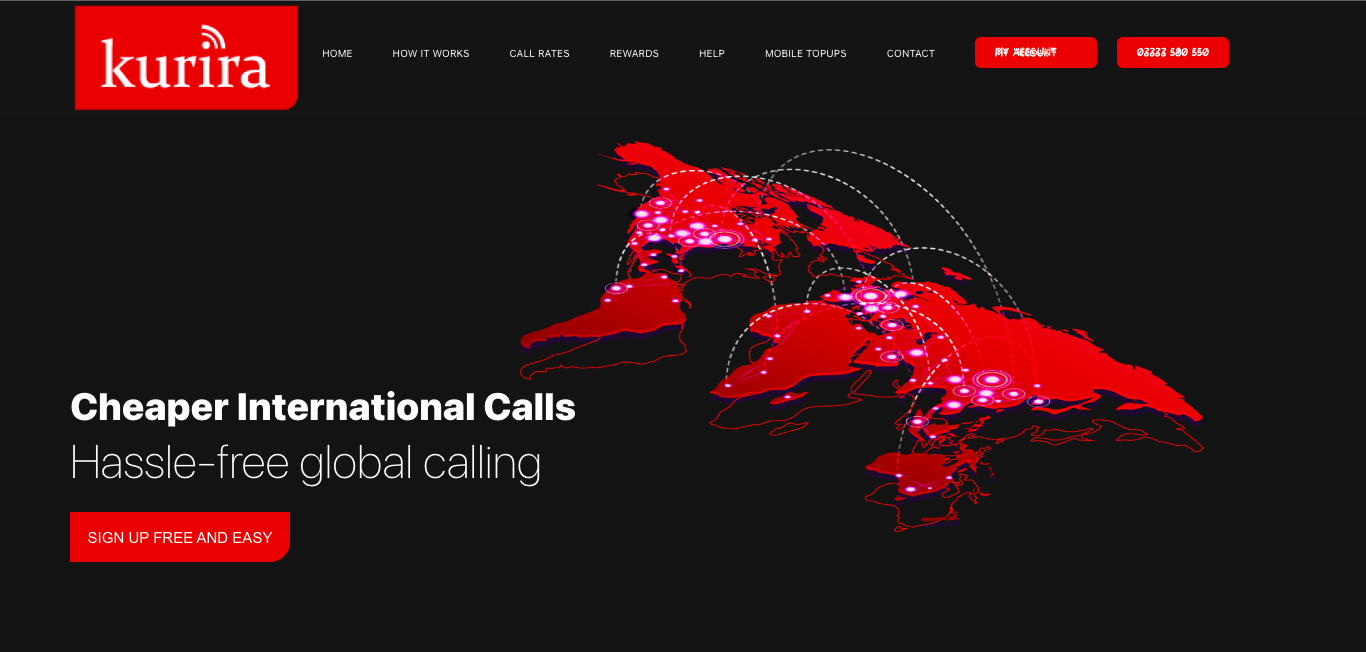 kurira
HOME
HOW IT WORKS
CALL RATES
REWARDS
HELP
MOBILE TOPUPS
CONTACT
MY ACCOUNT
03333 580 550
Cheaper International Calls
Hassle-free global calling
SIGN UP FREE AND EASY